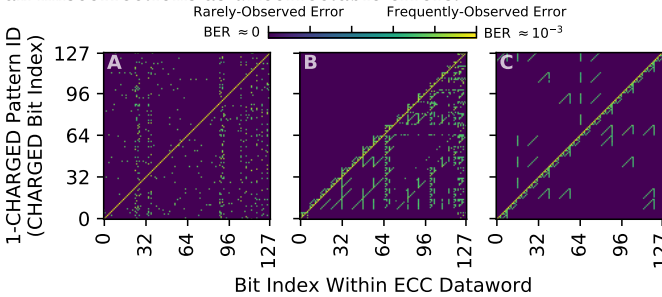 Rarely-Observed Error Frequently-Observed Error
BER ≈ 0 BER ≈ 10⁻³
1-CHARGED Pattern ID
(CHARGED Bit Index)
127
96
64
32
0
A B C
0 32 64 96 127 0 32 64 96 127 0 32 64 96 127
Bit Index Within ECC Dataword